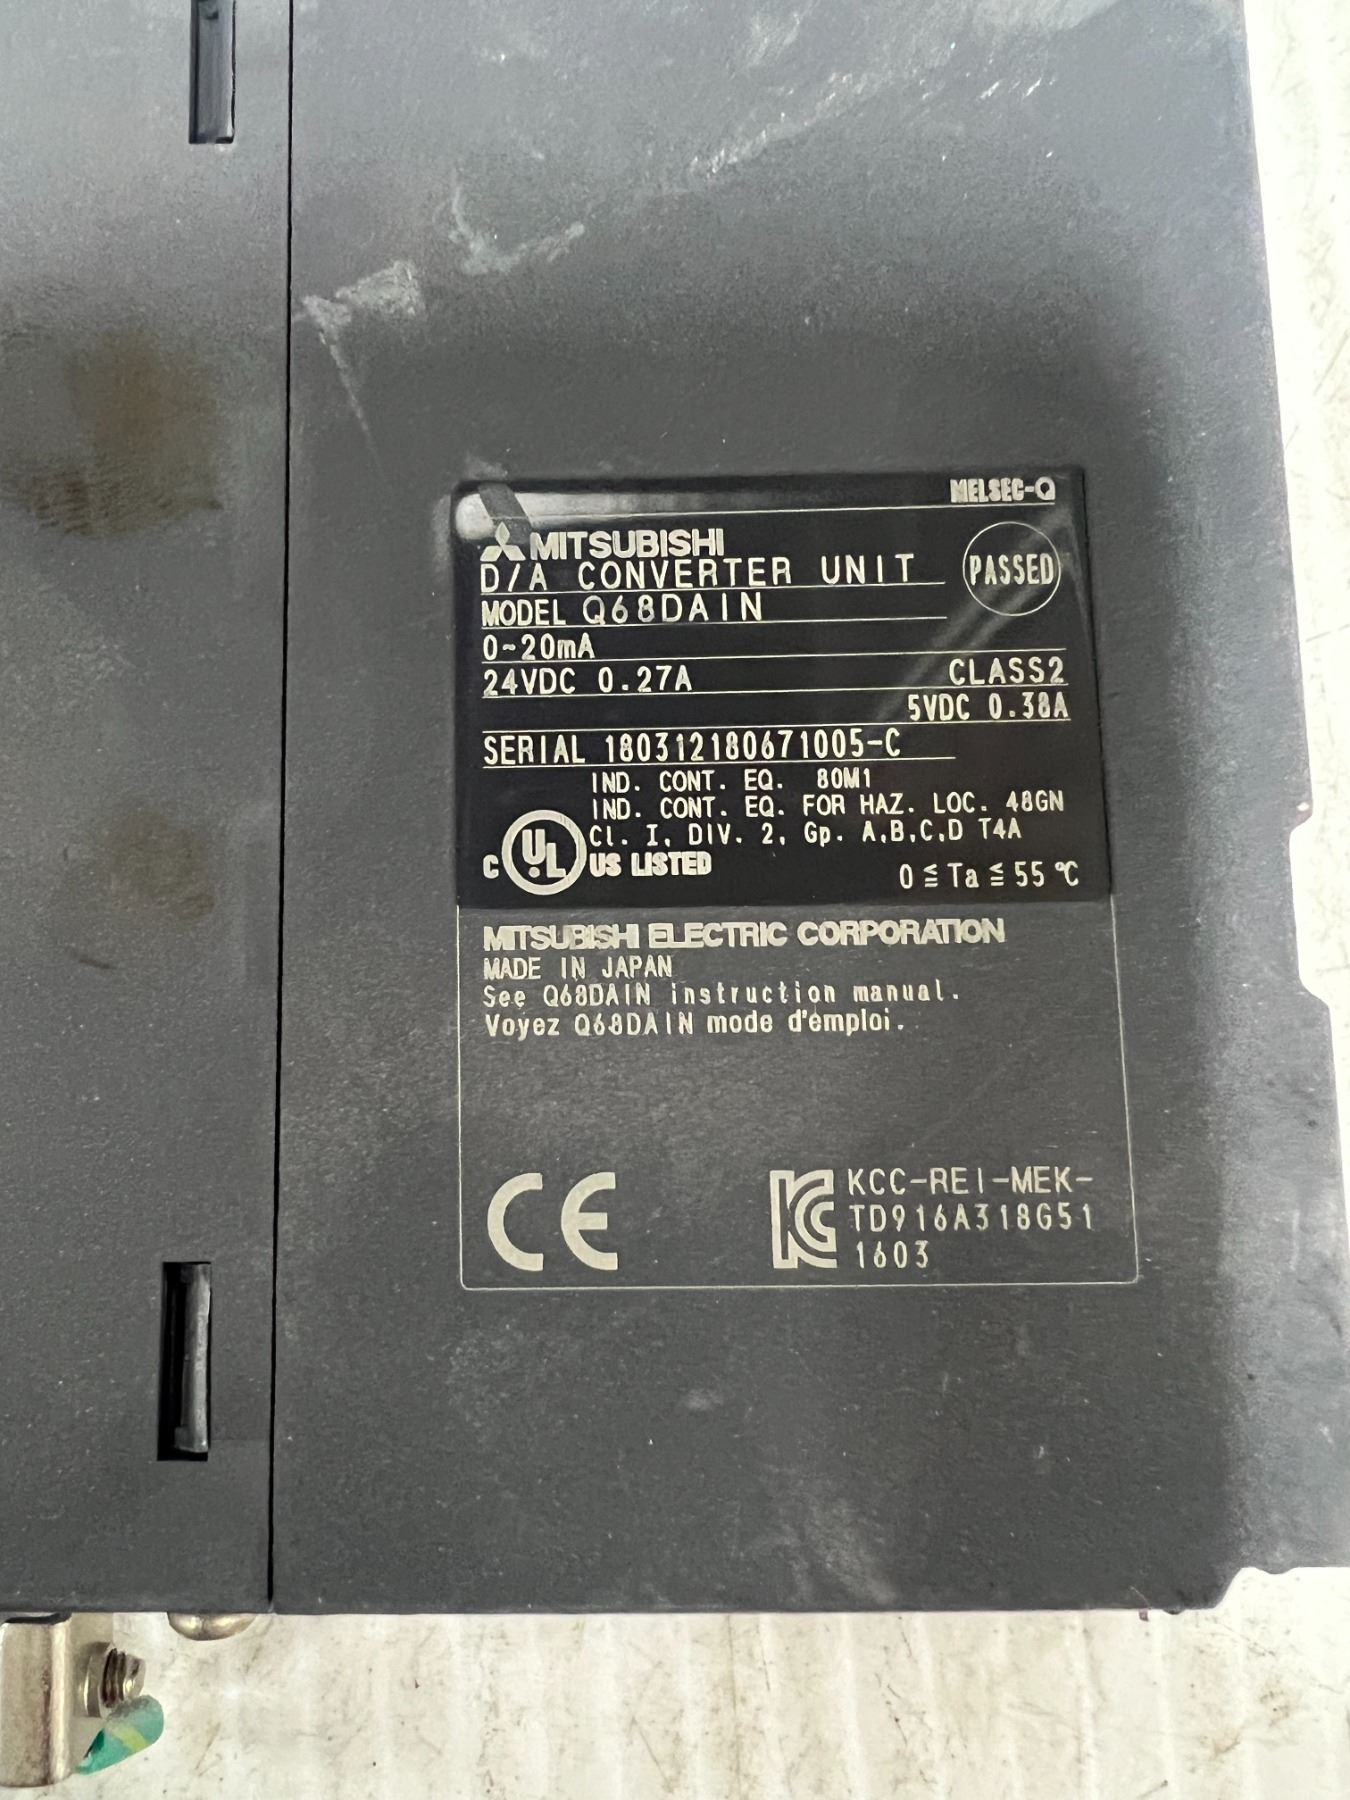 MELSEC-Q
MITSUBISHI
D/A CONVERTER UNIT
PASSED
MODEL Q68DAIN
0~20mA
24VDC 0.27A CLASS2
5VDC 0.38A
SERIAL 180312180671005-C
IND. CONT. EQ. 80M1
IND. CONT. EQ. FOR HAZ. LOC. 48GN
Cl. I, DIV. 2, Gp. A,B,C,D T4A
C UL US LISTED
0≦Ta≦55℃
MITSUBISHI ELECTRIC CORPORATION
MADE IN JAPAN
See Q68DAIN instruction manual.
Voyez Q68DAIN mode d'emploi.
CE
KC KCC-REI-MEK-
TD916A318G51
1603